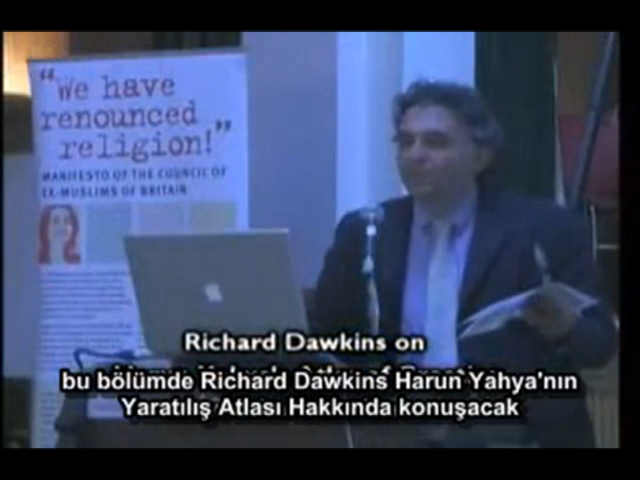 “We have
renounced
religion!”
MANIFESTO OF THE COUNCIL OF
EX-MUSLIMS OF BRITAIN
Richard Dawkins on
bu bölümde Richard Dawkins Harun Yahya'nın
Yaratılış Atlası Hakkında konuşacak